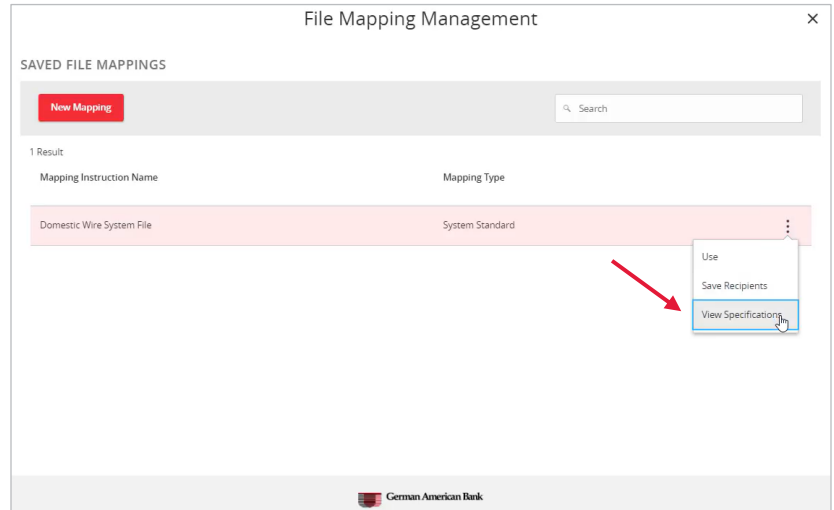 File Mapping Management
SAVED FILE MAPPINGS
New Mapping
Search
1 Result
Mapping Instruction Name Mapping Type
Domestic Wire System File System Standard
Use
Save Recipients
View Specifications
German American Bank